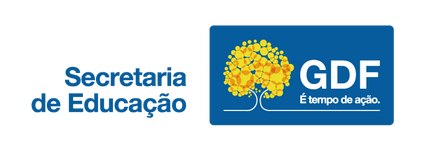 Secretaria
de Educação
GDF
É tempo de ação.